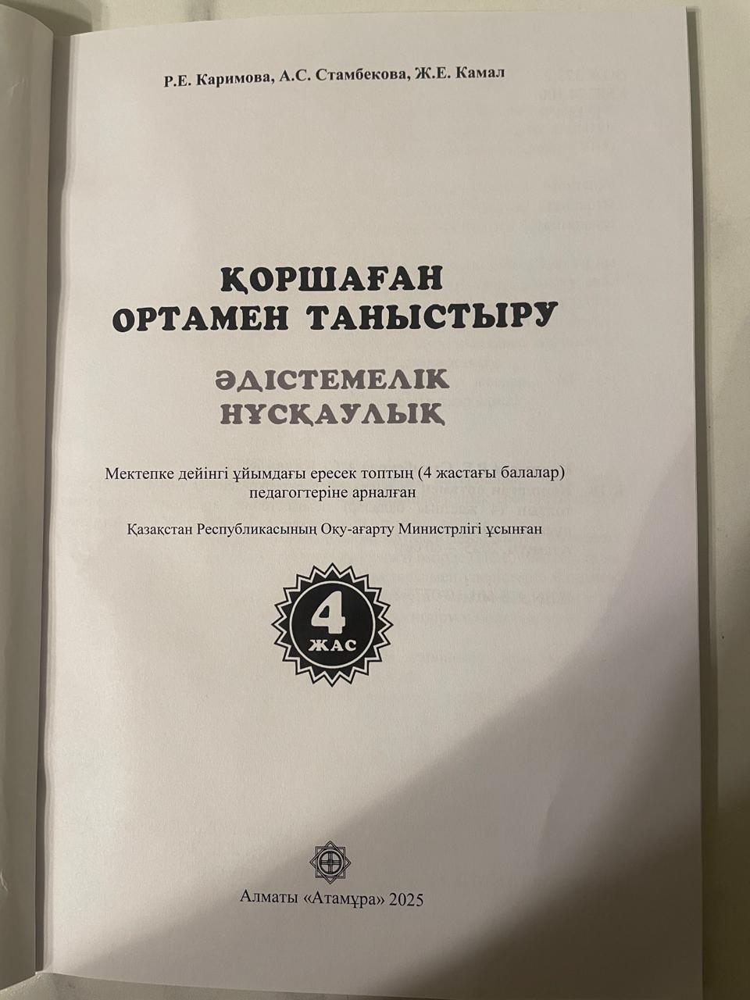 Р.Е. Каримова, А.С. Стамбекова, Ж.Е. Камал
ҚОРШАҒАН
ОРТАМЕН ТАНЫСТЫРУ
ӘДІСТЕМЕЛІК
НҰСҚАУЛЫҚ
Мектепке дейінгі ұйымдағы ересек топтың (4 жастағы балалар)
педагогтеріне арналған
Қазақстан Республикасының Оқу-ағарту Министрлігі ұсынған
4
ЖАС
Алматы «Атамұра» 2025